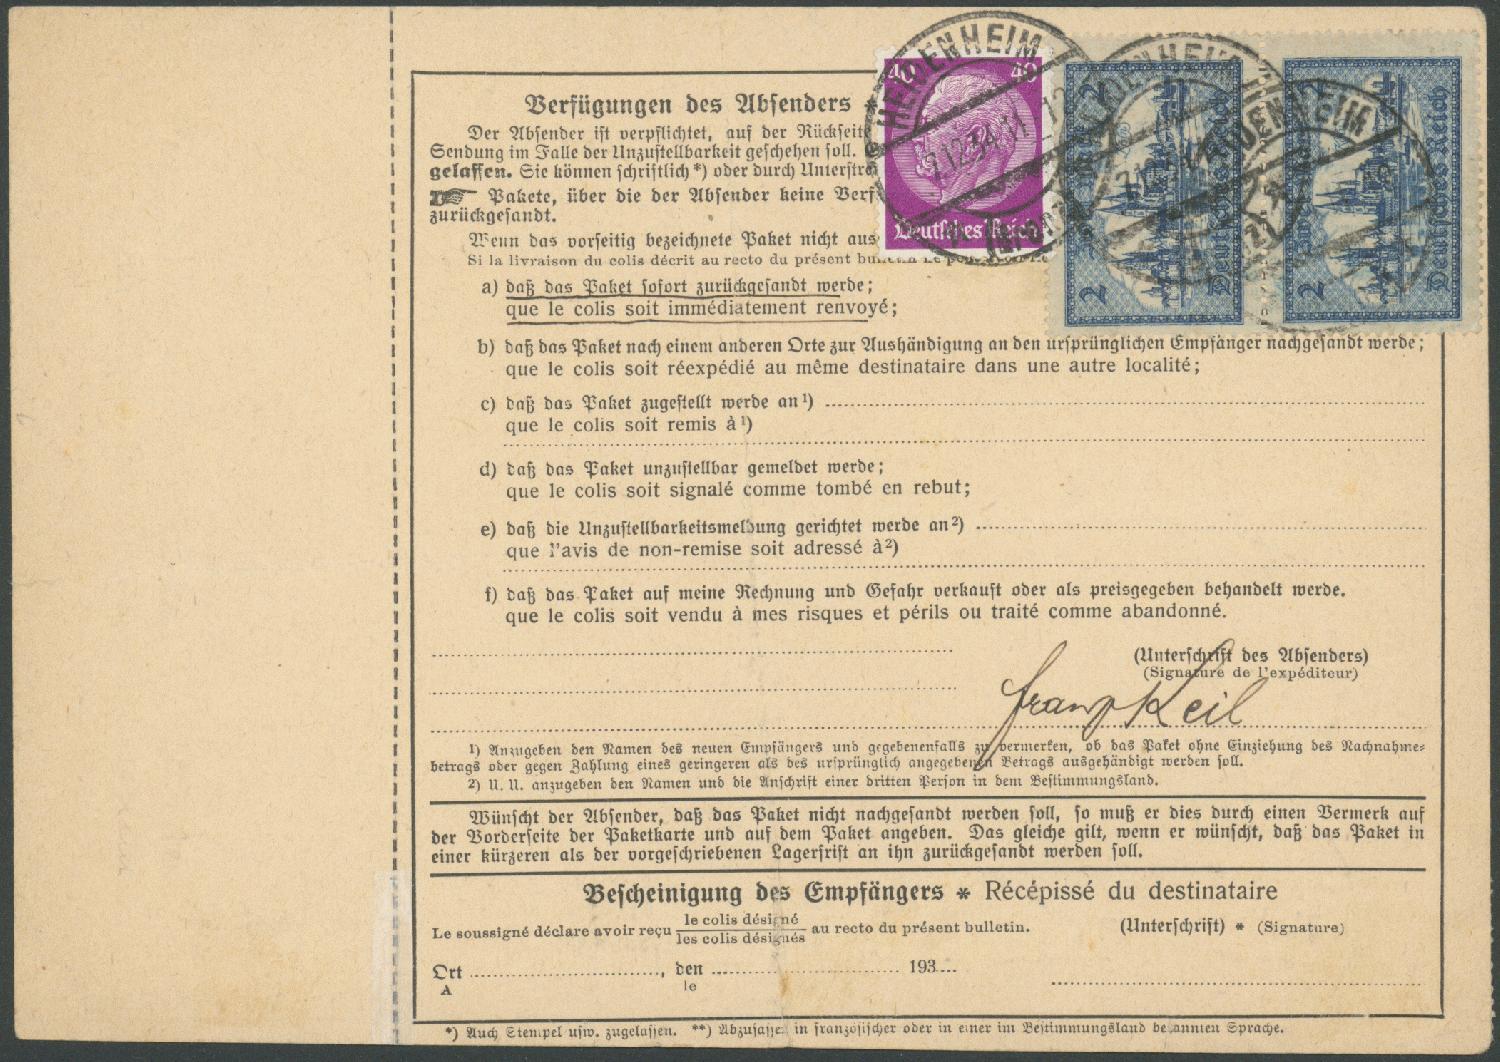 Verfügungen des Absenders *
Der Absender ist verpflichtet, auf der Rückseit
Sendung im Falle der Unzustellbarkeit geschehen soll.
gelassen. Sie können schriftlich *) oder durch Unterstre
Pakete, über die der Absender keine Verf
zurückgesandt.
Wenn das vorseitig bezeichnete Paket nicht aus
Si la livraison du colis décrit au recto du présent
a) daß das Paket sofort zurückgesandt werde;
que le colis soit immédiatement renvoyé;
b) daß das Paket nach einem anderen Orte zur Aushändigung an den ursprünglichen Empfänger nachgesandt werde;
que le colis soit réexpédié au même destinataire dans une autre localité;
c) daß das Paket zugestellt werde an ¹)
que le colis soit remis à ¹)
d) daß das Paket unzustellbar gemeldet werde;
que le colis soit signalé comme tombé en rebut;
e) daß die Unzustellbarkeitsmeldung gerichtet werde an ²)
que l'avis de non-remise soit adressé à ²)
f) daß das Paket auf meine Rechnung und Gefahr verkauft oder als preisgegeben behandelt werde.
que le colis soit vendu à mes risques et périls ou traité comme abandonné.
(Unterschrift des Absenders)
(Signature de l'expéditeur)
Franz Keil
¹) Anzugeben den Namen des neuen Empfängers und gegebenenfalls zu vermerken, ob das Paket ohne Einziehung des Nachnahme-
betrags oder gegen Zahlung eines geringeren als des ursprünglich angegebenen Betrags ausgehändigt werden soll.
²) U. U. anzugeben den Namen und die Anschrift einer dritten Person in dem Bestimmungsland.
Wünscht der Absender, daß das Paket nicht nachgesandt werden soll, so muß er dies durch einen Vermerk auf
der Vorderseite der Paketkarte und auf dem Paket angeben. Das gleiche gilt, wenn er wünscht, daß das Paket in
einer kürzeren als der vorgeschriebenen Lagerfrist an ihn zurückgesandt werden soll.
Bescheinigung des Empfängers * Récépissé du destinataire
Le soussigné déclare avoir reçu le colis désigné
les colis désignés au recto du présent bulletin.
(Unterschrift) * (Signature)
Ort , den 193
A le
*) Auch Stempel usw. zugelassen. **) Abzufassen in französischer oder in einer im Bestimmungsland bekannten Sprache.
40 40
Deutsches Reich
HEIDENHEIM
7.12.34.11-12
2 2
Deutsches Reich
2 2
Deutsches Reich
HEIDENHEIM
HEIDENHEIM